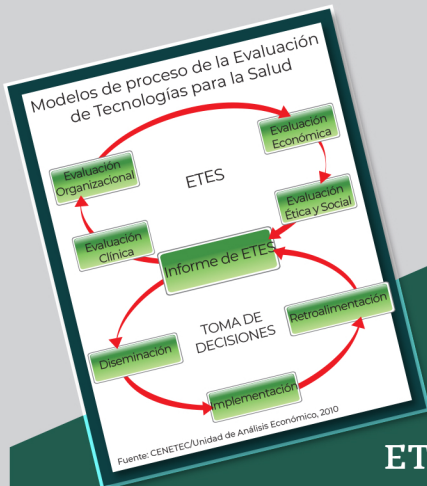 Modelos de proceso de la Evaluación
de Tecnologías para la Salud
Evaluación
Económica
Evaluación
Organizacional
ETES
Evaluación
Ética y Social
Evaluación
Clínica
Informe de ETES
Retroalimentación
TOMA DE
DECISIONES
Diseminación
Implementación
Fuente: CENETEC/Unidad de Análisis Económico, 2010
ET